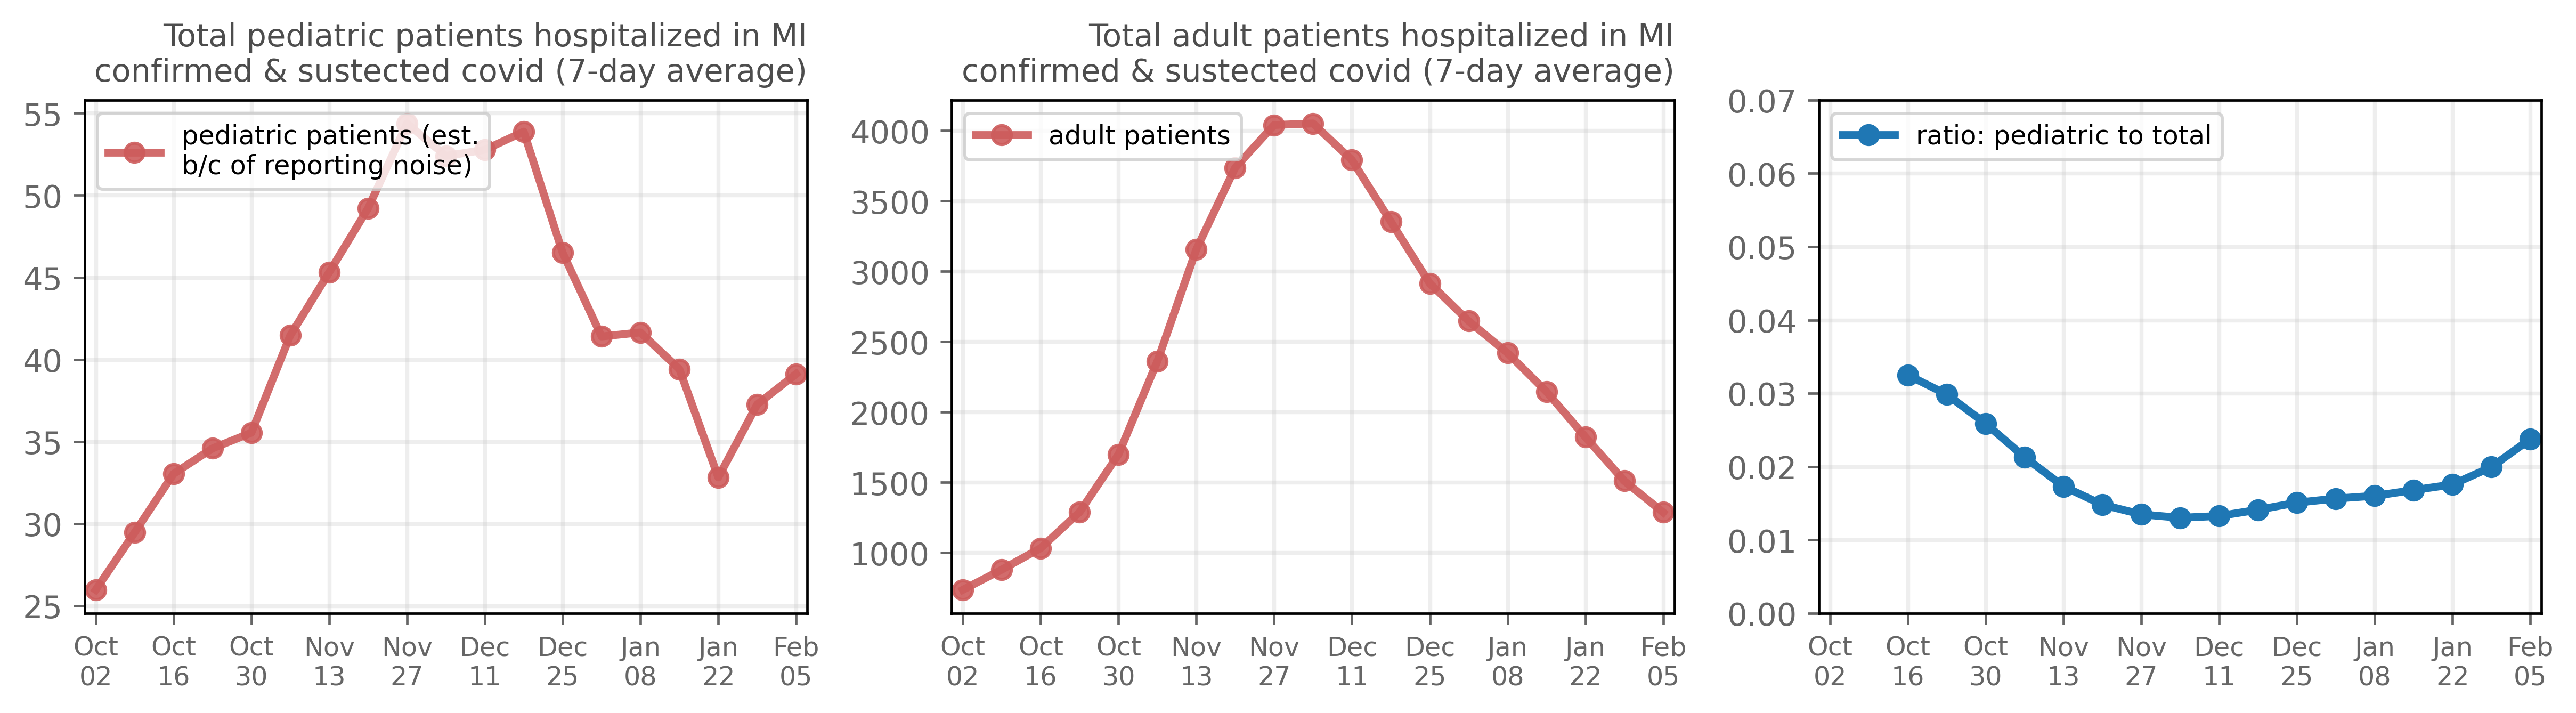 Total pediatric patients hospitalized in MI
confirmed & sustected covid (7-day average)
pediatric patients (est.
b/c of reporting noise)
55
50
45
40
35
30
25
Oct Oct Oct Nov Nov Dec Dec Jan Jan Feb
02 16 30 13 27 11 25 08 22 05
Total adult patients hospitalized in MI
confirmed & sustected covid (7-day average)
adult patients
4000
3500
3000
2500
2000
1500
1000
Oct Oct Oct Nov Nov Dec Dec Jan Jan Feb
02 16 30 13 27 11 25 08 22 05
ratio: pediatric to total
0.07
0.06
0.05
0.04
0.03
0.02
0.01
0.00
Oct Oct Oct Nov Nov Dec Dec Jan Jan Feb
02 16 30 13 27 11 25 08 22 05